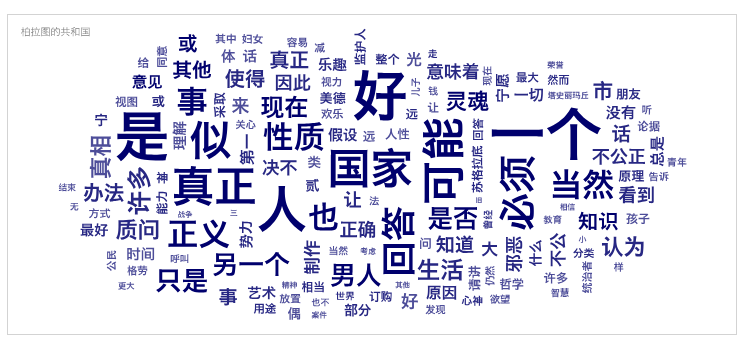 柏拉图的共和国
其中
妇女
容易
减
监护人
或
给
同意
体
话
真正
乐趣
整个
光
走
其他
意见
使得
因此
视力
儿子
意味着
现在
荣誉
宁愿
最大
然而
事
采取
来
现在
美德
好
钱
让
灵魂
一切
塔史丽玛丘
市
朋友
视图
或
欢乐
远
没有
听
宁
是
理解
似
关心
第一
性质
假设
远
人性
可能
回答
苏格拉底
一个
话
论据
总是
真相
不公正
青年
许多
决不
类
国家
必须
原理
告诉
结束
办法
能力
真正
贰
让
法
当然
看到
无
方式
战争
三
人
也
回答
曾经
相信
教育
知识
孩子
最好
质问
正义
势力
正确
是否
小
公民
时间
呼叫
制作
当然
考虑
问
知道
大
邪恶
什么
不公
分类
认为
格劳
另一个
男人
生活
仍然
许多
统治者
样
更大
只是
事
艺术
精神
相当
其他
原因
心神
哲学
智慧
放置
世界
订购
好
欲望
用途
偶
也不
案件
部分
发现